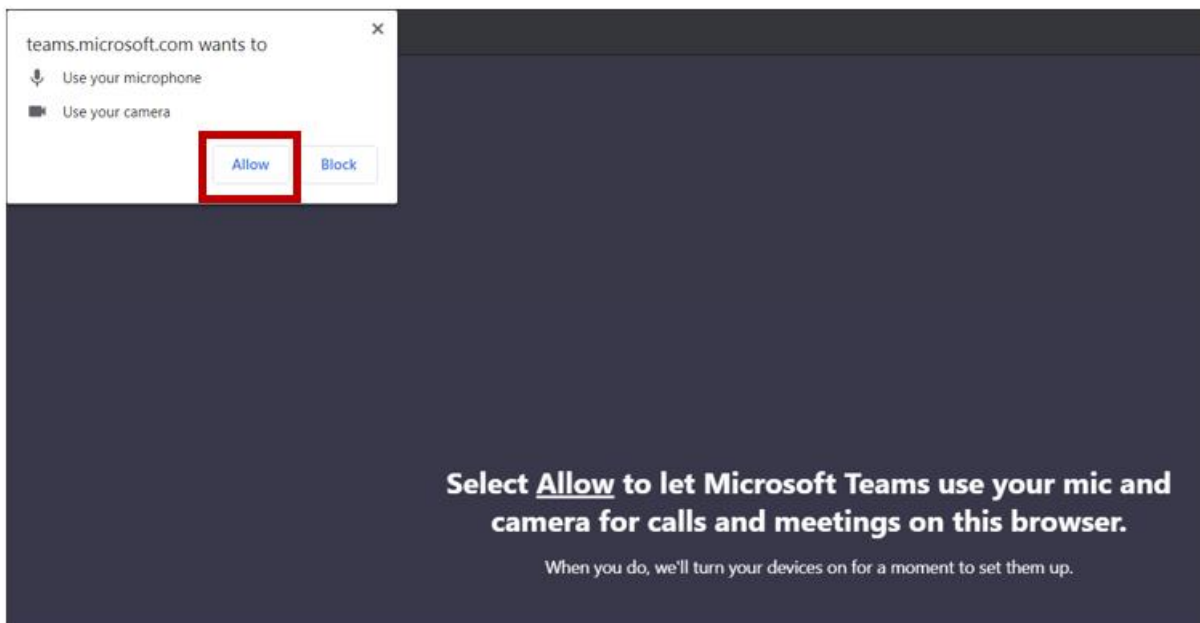 teams.microsoft.com wants to
Use your microphone
Use your camera
Allow Block
Select Allow to let Microsoft Teams use your mic and
camera for calls and meetings on this browser.
When you do, we'll turn your devices on for a moment to set them up.